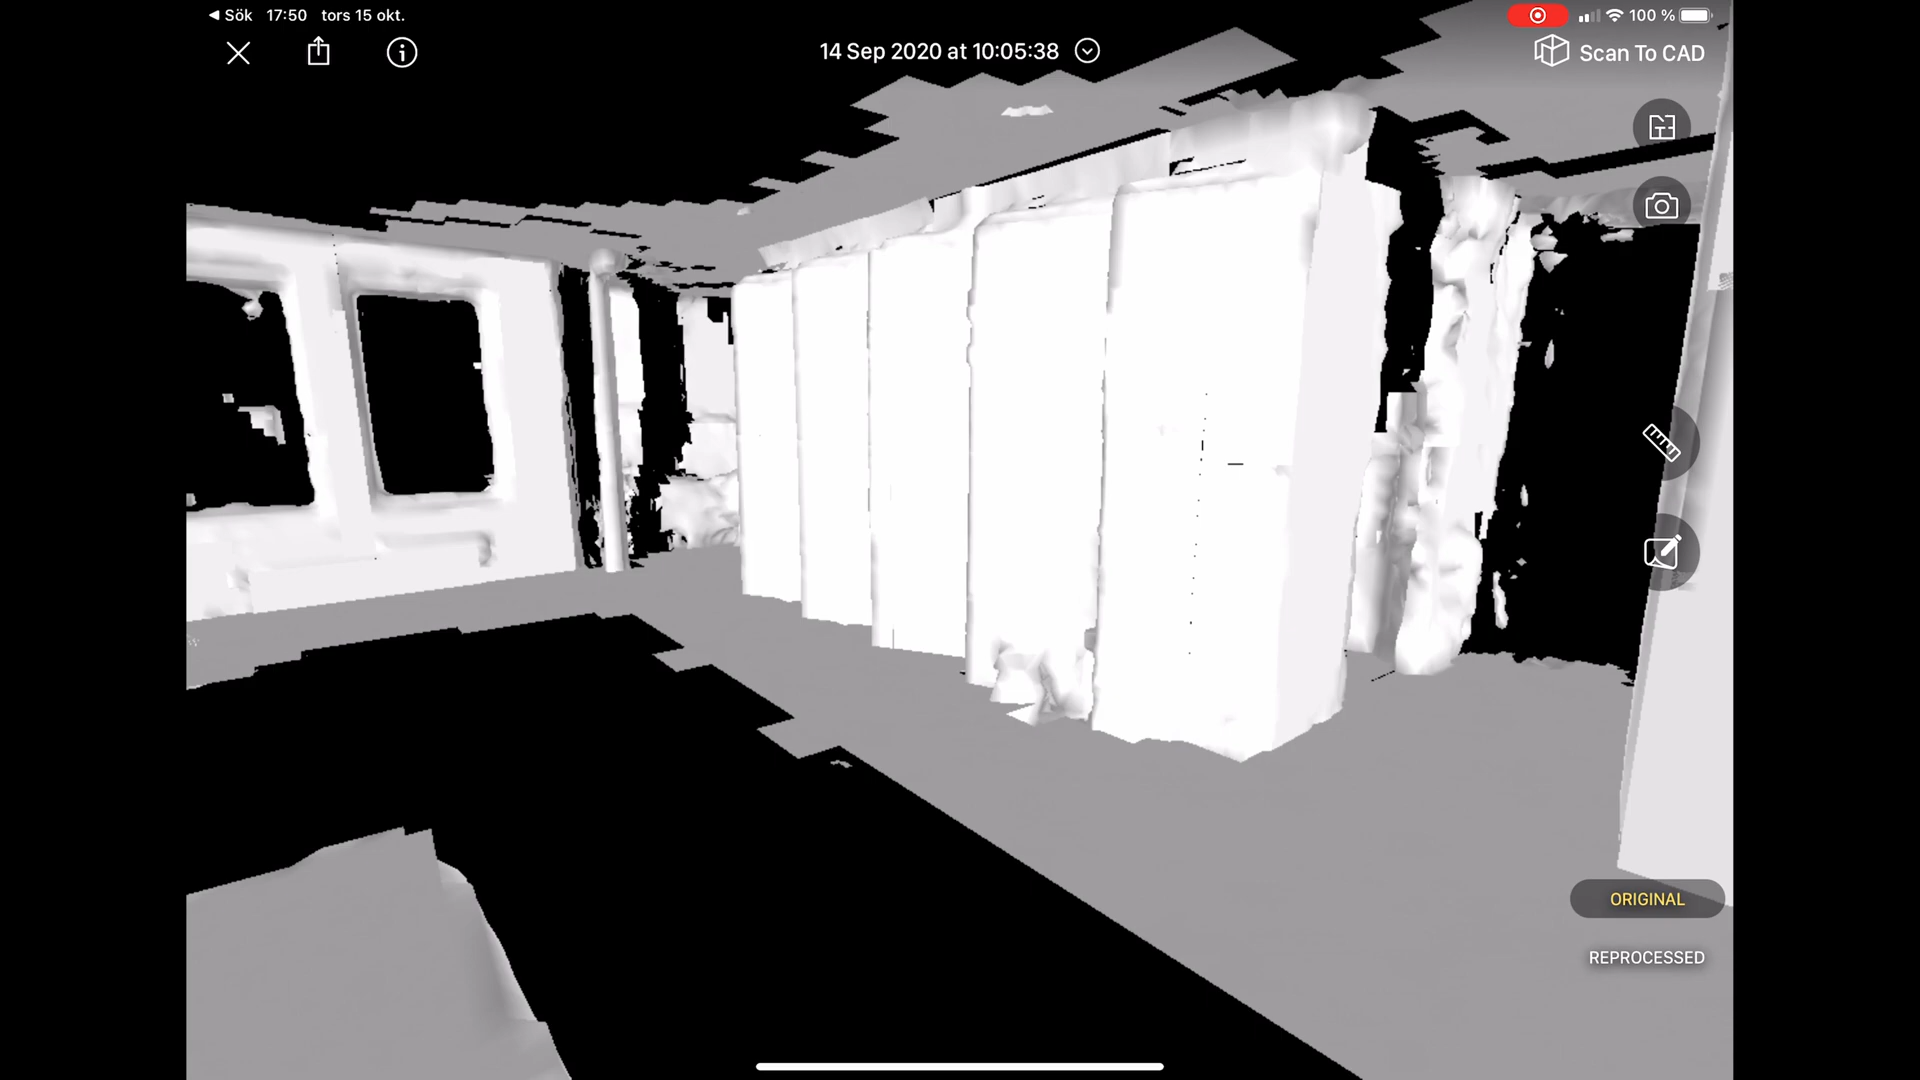 Sök 17:50 tors 15 okt. 100 %
14 Sep 2020 at 10:05:38
Scan To CAD
ORIGINAL
REPROCESSED